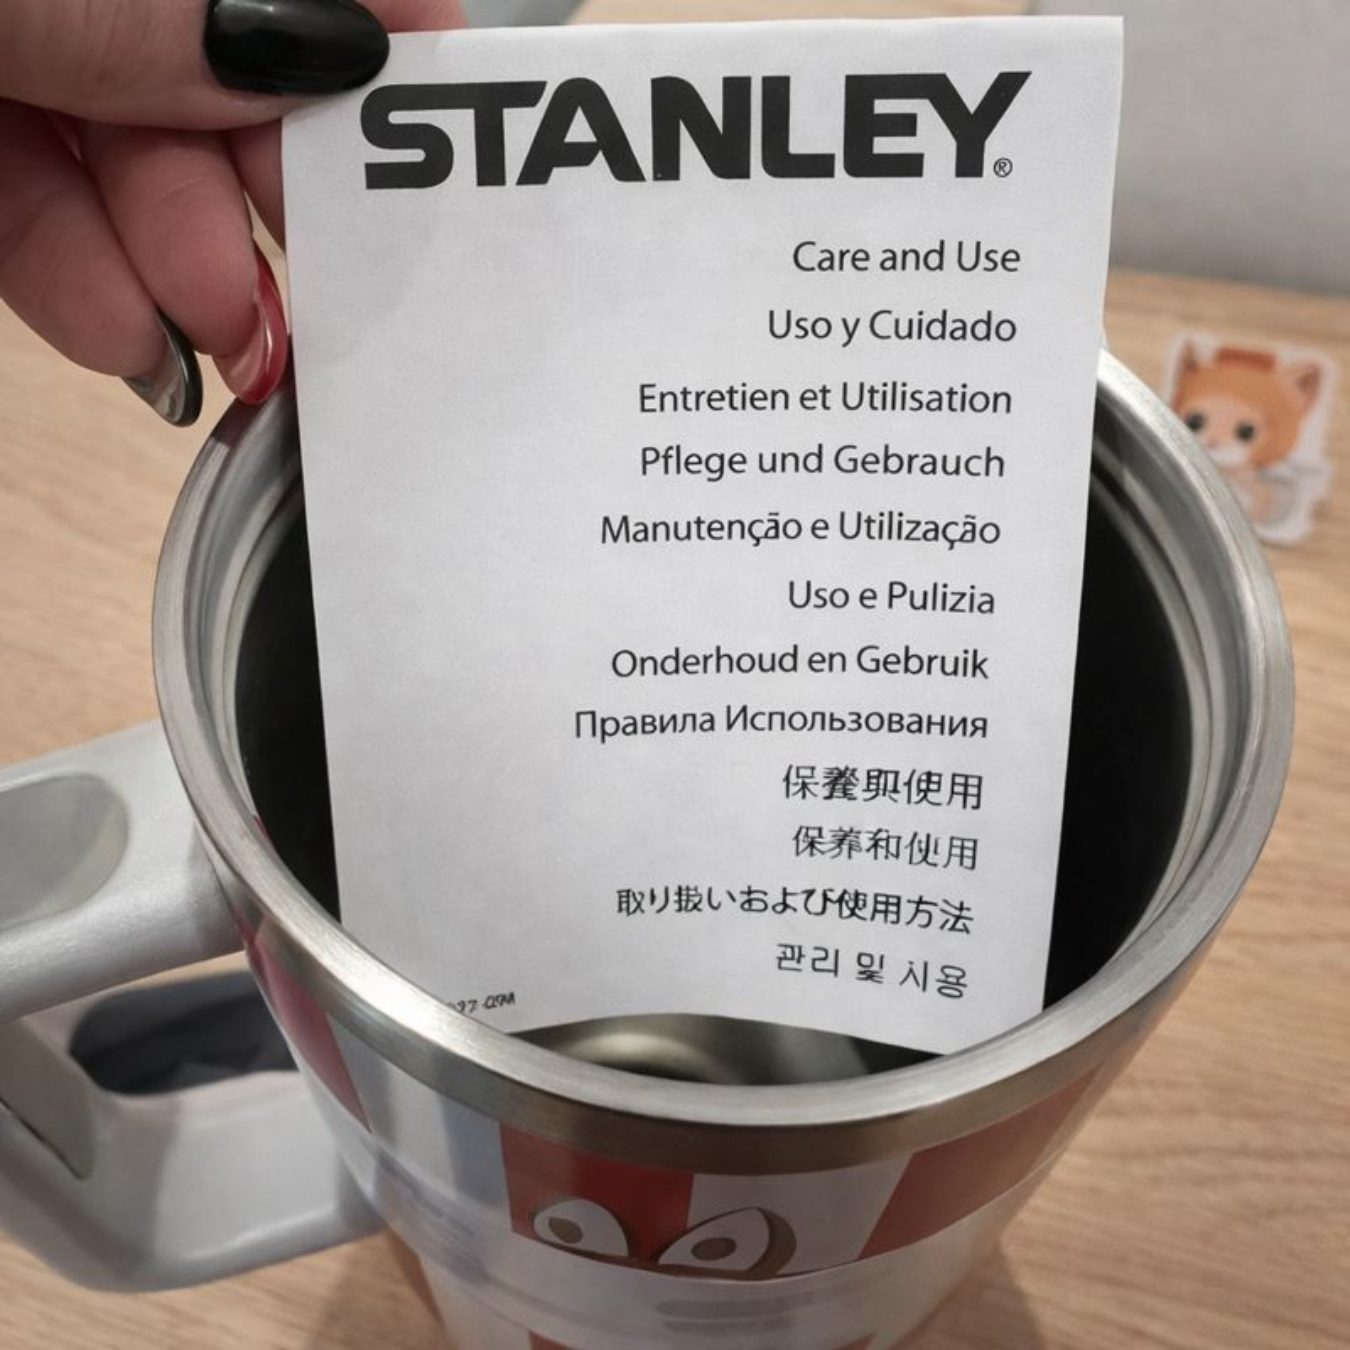 STANLEY®
Care and Use
Uso y Cuidado
Entretien et Utilisation
Pflege und Gebrauch
Manutenção e Utilização
Uso e Pulizia
Onderhoud en Gebruik
Правила Использования
保養與使用
保养和使用
取り扱いおよび使用方法
관리 및 사용